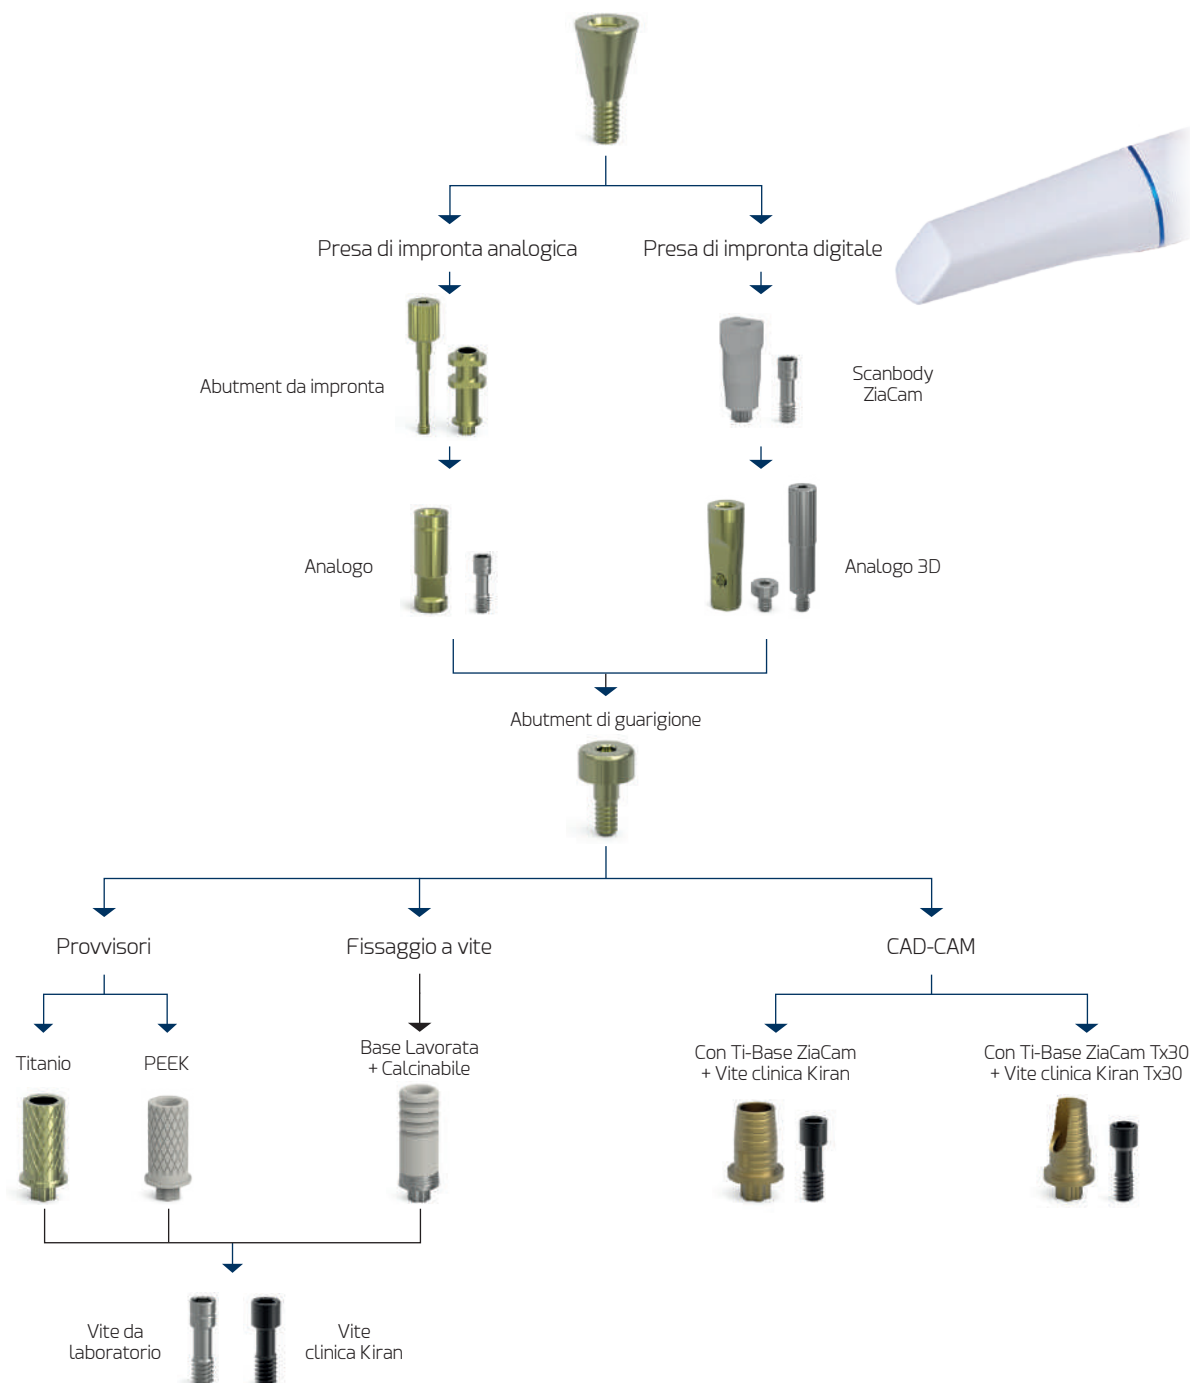 Presa di impronta analogica
Presa di impronta digitale
Abutment da impronta
Scanbody
ZiaCam
Analogo
Analogo 3D
Abutment di guarigione
Provvisori
Fissaggio a vite
CAD-CAM
Titanio
PEEK
Base Lavorata
+ Calcinabile
Con Ti-Base ZiaCam
+ Vite clinica Kiran
Con Ti-Base ZiaCam Tx30
+ Vite clinica Kiran Tx30
Vite da
laboratorio
Vite
clinica Kiran